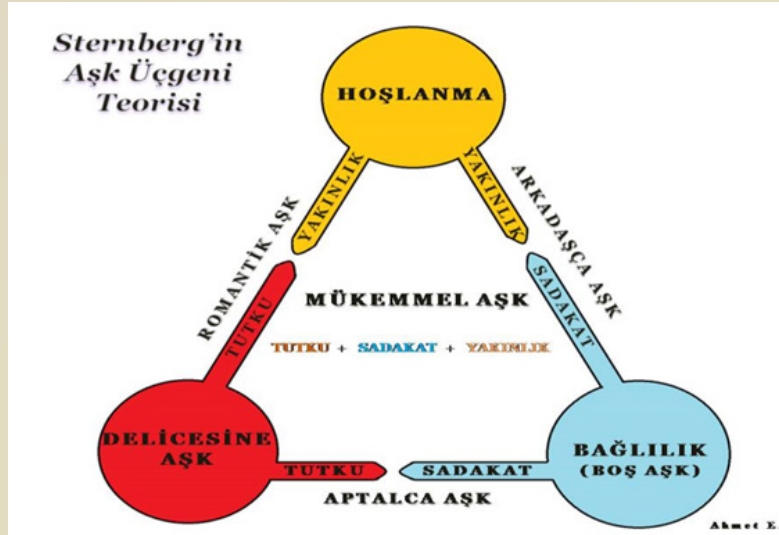 Sternberg'in
Aşk Üçgeni
Teorisi
HOŞLANMA
YAKINLIK
YAKINLIK
ROMANTİK AŞK
ARKADAŞÇA AŞK
TUTKU
SADAKAT
MÜKEMMEL AŞK
TUTKU + SADAKAT + YAKINLIK
DELİCESİNE
AŞK
BAĞLILIK
(BOŞ AŞK)
TUTKU
SADAKAT
APTALCA AŞK
Ahmet E.